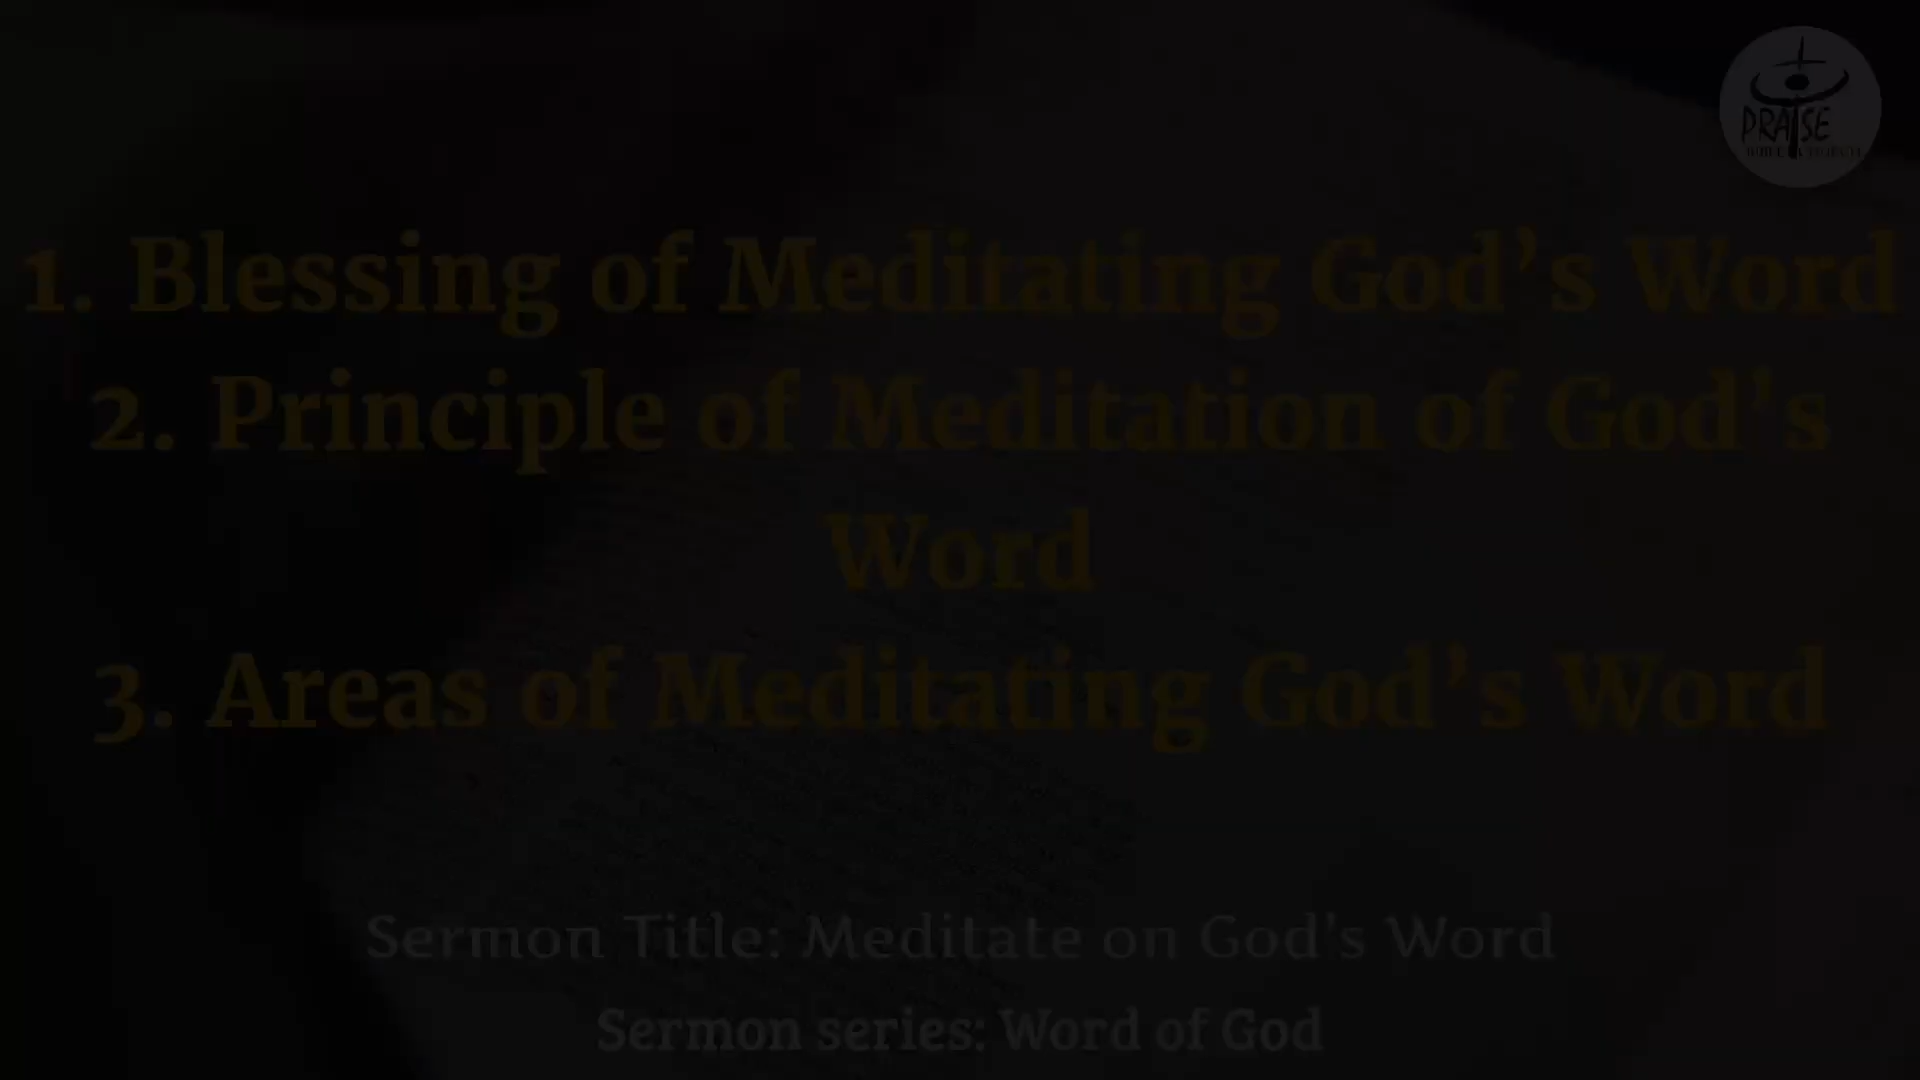 PRAISE
1. Blessing of Meditating God's Word
2. Principle of Meditation of God's
Word
3. Areas of Meditating God's Word
Sermon Title: Meditate on God's Word
Sermon series: Word of God